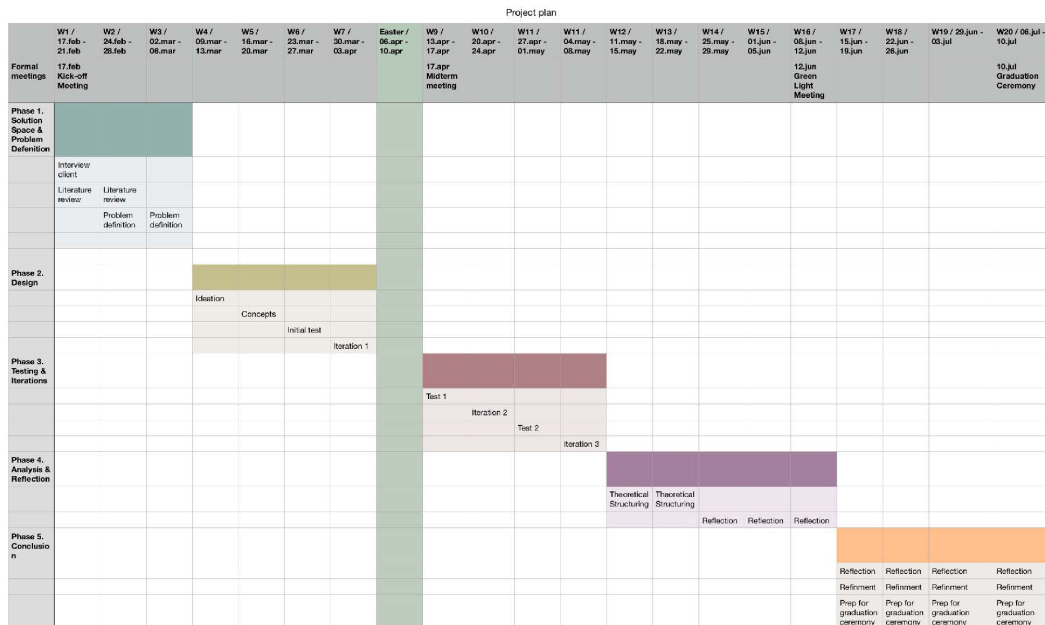 Project plan
W1 / 17.feb - 21.feb
W2 / 24.feb - 28.feb
W3 / 02.mar - 06.mar
W4 / 09.mar - 13.mar
W5 / 16.mar - 20.mar
W6 / 23.mar - 27.mar
W7 / 30.mar - 03.apr
Easter / 06.apr - 10.apr
W9 / 13.apr - 17.apr
W10 / 20.apr - 24.apr
W11 / 27.apr - 01.may
W11 / 04.may - 08.may
W12 / 11.may - 15.may
W13 / 18.may - 22.may
W14 / 25.may - 29.may
W15 / 01.jun - 05.jun
W16 / 08.jun - 12.jun
W17 / 15.jun - 19.jun
W18 / 22.jun - 26.jun
W19 / 29.jun - 03.jul
W20 / 06.jul - 10.jul
Formal meetings
17.feb Kick-off Meeting
17.apr Midterm meeting
12.jun Green Light Meeting
10.jul Graduation Ceremony
Phase 1. Solution Space & Problem Defenition
Interview client
Literature review
Literature review
Problem definition
Problem definition
Phase 2. Design
Ideation
Concepts
Initial test
Iteration 1
Phase 3. Testing & Iterations
Test 1
Iteration 2
Test 2
Iteration 3
Phase 4. Analysis & Reflection
Theoretical Structuring
Theoretical Structuring
Reflection
Reflection
Reflection
Phase 5. Conclusio n
Reflection
Reflection
Reflection
Reflection
Refinment
Refinment
Refinment
Refinment
Prep for graduation ceremony
Prep for graduation ceremony
Prep for graduation ceremony
Prep for graduation ceremony